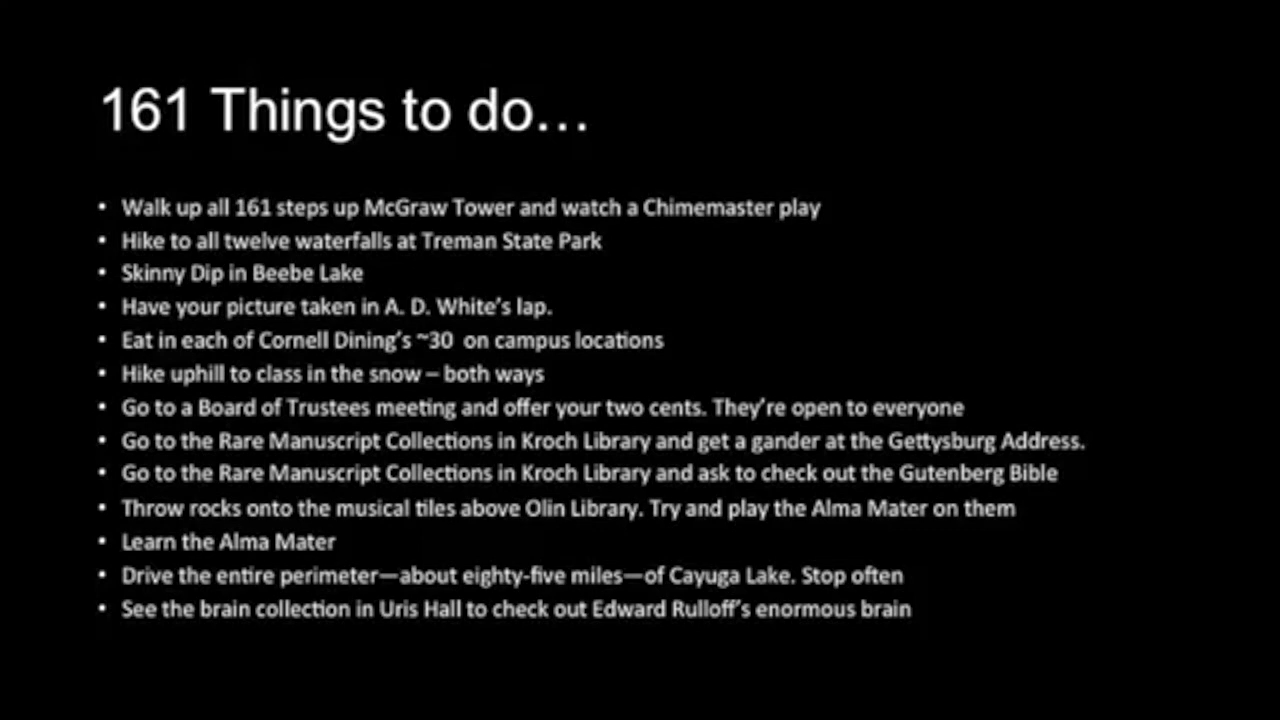 161 Things to do…
• Walk up all 161 steps up McGraw Tower and watch a Chimemaster play
• Hike to all twelve waterfalls at Treman State Park
• Skinny Dip in Beebe Lake
• Have your picture taken in A. D. White’s lap.
• Eat in each of Cornell Dining’s ~30  on campus locations
• Hike uphill to class in the snow – both ways
• Go to a Board of Trustees meeting and offer your two cents. They’re open to everyone
• Go to the Rare Manuscript Collections in Kroch Library and get a gander at the Gettysburg Address.
• Go to the Rare Manuscript Collections in Kroch Library and ask to check out the Gutenberg Bible
• Throw rocks onto the musical tiles above Olin Library. Try and play the Alma Mater on them
• Learn the Alma Mater
• Drive the entire perimeter—about eighty-five miles—of Cayuga Lake. Stop often
• See the brain collection in Uris Hall to check out Edward Rulloff’s enormous brain